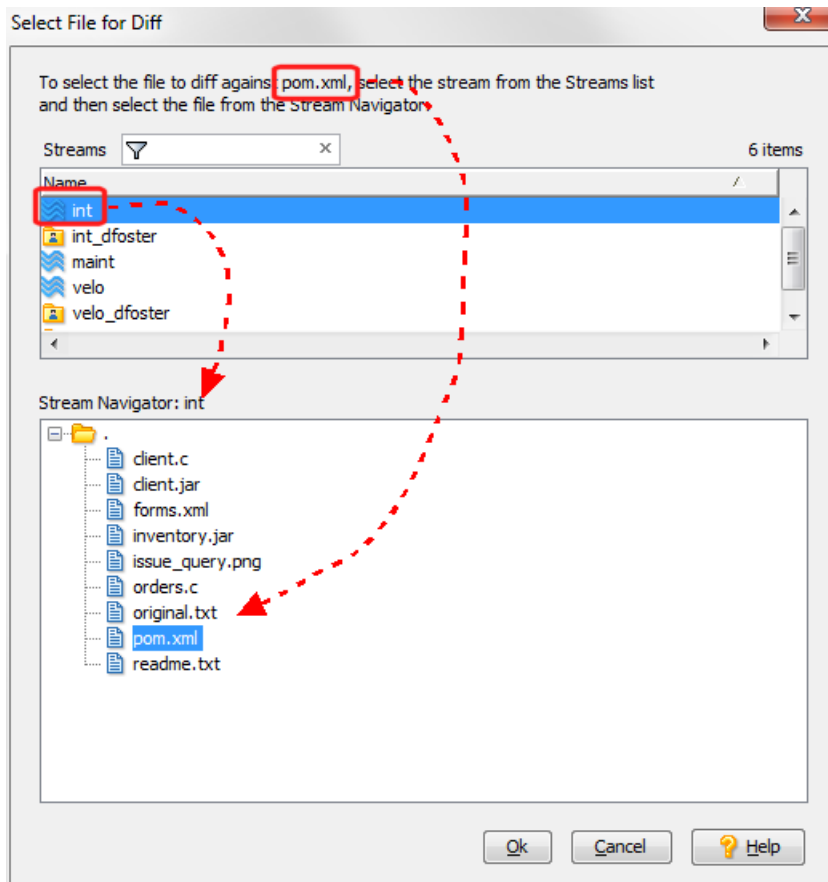 Select File for Diff
To select the file to diff against pom.xml, select the stream from the Streams list
and then select the file from the Stream Navigator.
Streams
6 items
Name
int
int_dfoster
maint
velo
velo_dfoster
Stream Navigator: int
.
client.c
client.jar
forms.xml
inventory.jar
issue_query.png
orders.c
original.txt
pom.xml
readme.txt
Ok
Cancel
Help